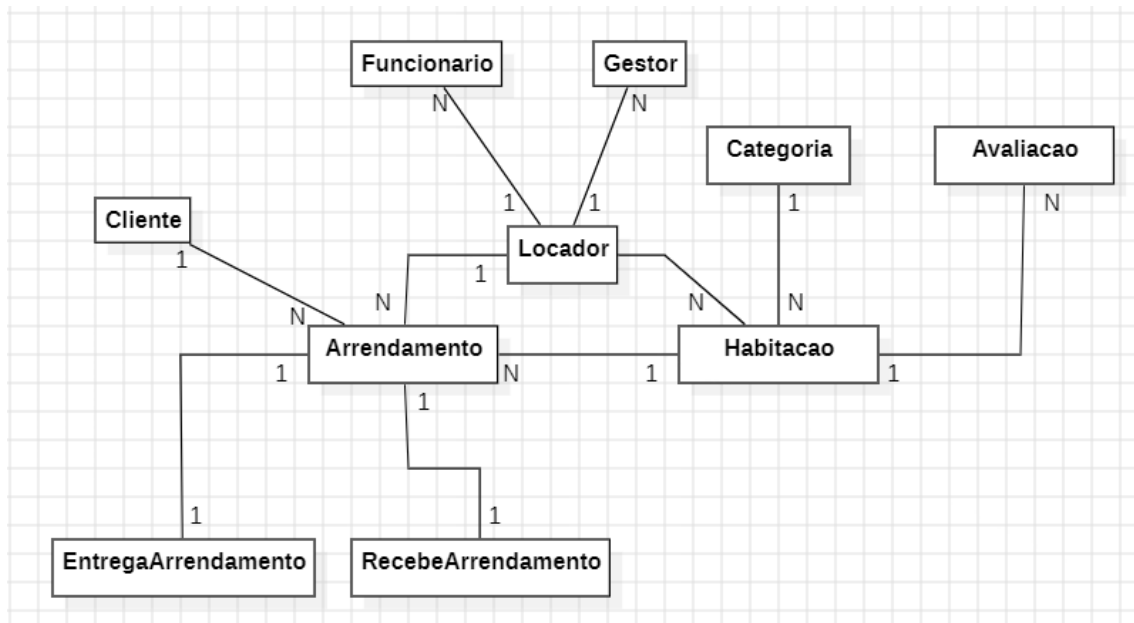 Funcionario
Gestor
N
N
Categoria
Avaliacao
1
N
Cliente
1
1
Locador
1
1
N
N
N
N
Arrendamento
Habitacao
1
N
1
1
1
1
1
EntregaArrendamento
RecebeArrendamento